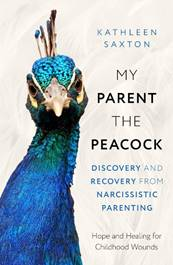 KATHLEEN
SAXTON
MY
PARENT
THE
PEACOCK
DISCOVERY AND
RECOVERY FROM
NARCISSISTIC
PARENTING
Hope and Healing for
Childhood Wounds